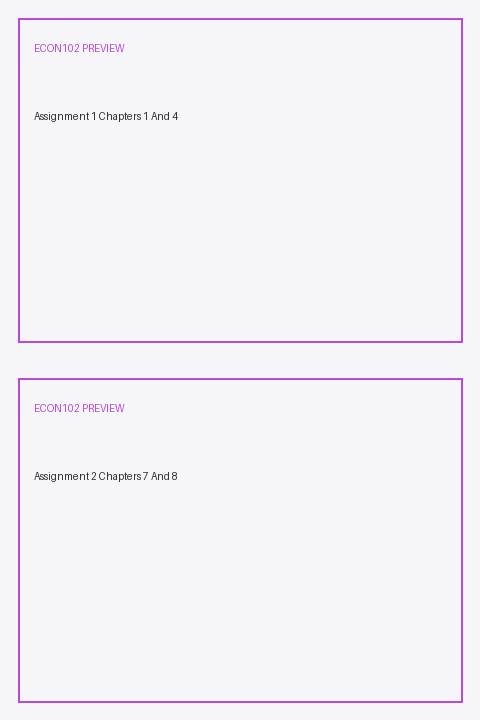 ECON102 PREVIEW
Assignment 1 Chapters 1 And 4
ECON102 PREVIEW
Assignment 2 Chapters 7 And 8